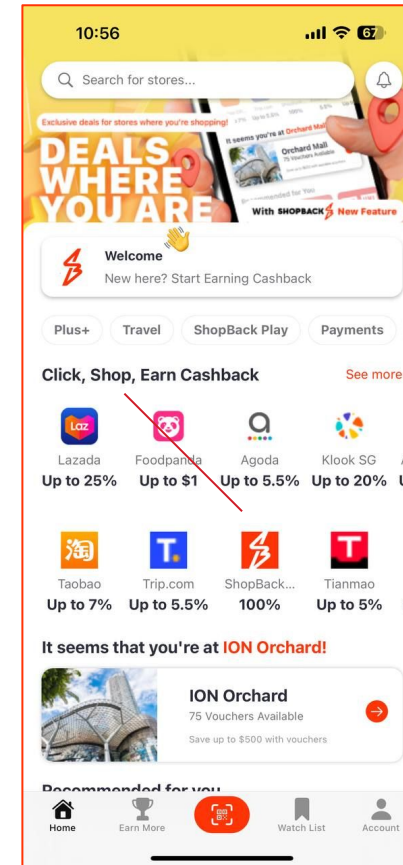 10:56
67
Search for stores...
Exclusive deals for stores where you're shopping!
DEALS
WHERE
YOU ARE
It seems you're at Orchard Mall
Orchard Mall
75 Vouchers Available
With SHOPBACK New Feature
Welcome
New here? Start Earning Cashback
Plus+ Travel ShopBack Play Payments
Click, Shop, Earn Cashback See more
Laz
Lazada Foodpanda Agoda Klook SG
Up to 25% Up to $1 Up to 5.5% Up to 20%
淘
Taobao Trip.com ShopBack... Tianmao
Up to 7% Up to 5.5% 100% Up to 5%
It seems that you're at ION Orchard!
ION Orchard
75 Vouchers Available
Save up to $500 with vouchers
Recommended for you
Home Earn More Watch List Account